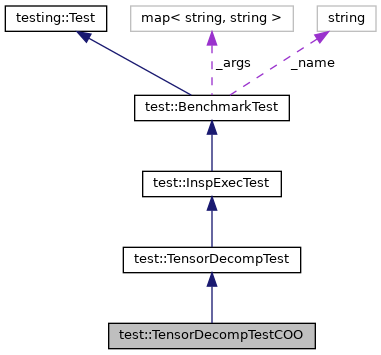 testing::Test
map< string, string >
string
_args
_name
test::BenchmarkTest
test::InspExecTest
test::TensorDecompTest
test::TensorDecompTestCOO